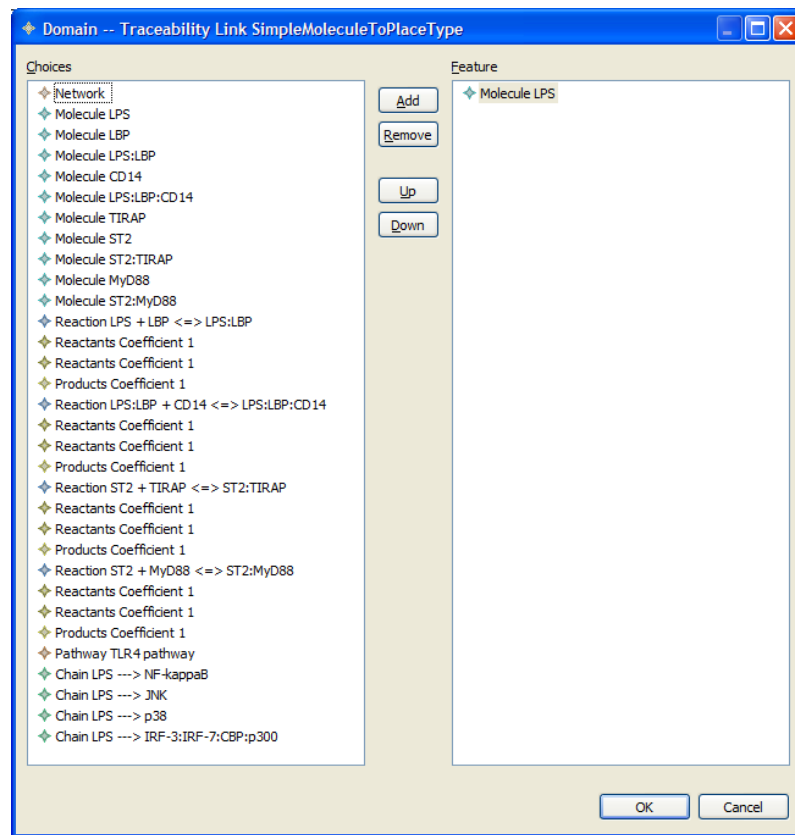 Domain -- Traceability Link SimpleMoleculeToPlaceType
Choices
Network
Molecule LPS
Molecule LBP
Molecule LPS:LBP
Molecule CD14
Molecule LPS:LBP:CD14
Molecule TIRAP
Molecule ST2
Molecule ST2:TIRAP
Molecule MyD88
Molecule ST2:MyD88
Reaction LPS + LBP <=> LPS:LBP
Reactants Coefficient 1
Reactants Coefficient 1
Products Coefficient 1
Reaction LPS:LBP + CD14 <=> LPS:LBP:CD14
Reactants Coefficient 1
Reactants Coefficient 1
Products Coefficient 1
Reaction ST2 + TIRAP <=> ST2:TIRAP
Reactants Coefficient 1
Reactants Coefficient 1
Products Coefficient 1
Reaction ST2 + MyD88 <=> ST2:MyD88
Reactants Coefficient 1
Reactants Coefficient 1
Products Coefficient 1
Pathway TLR4 pathway
Chain LPS ---> NF-kappaB
Chain LPS ---> JNK
Chain LPS ---> p38
Chain LPS ---> IRF-3:IRF-7:CBP:p300
Add
Remove
Up
Down
Feature
Molecule LPS
OK
Cancel